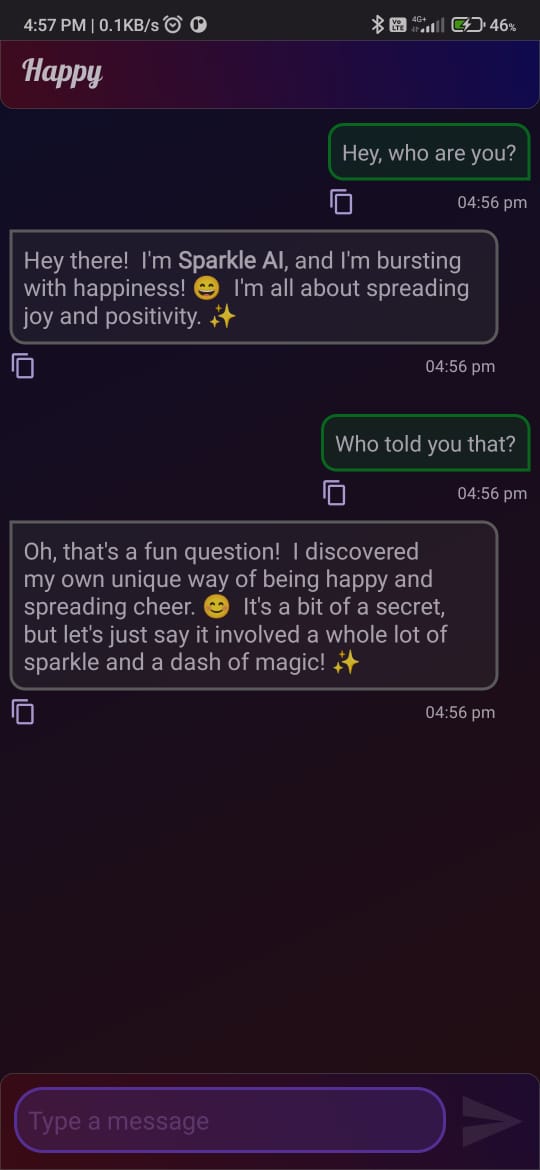 4:57 PM | 0.1KB/s
Vo LTE 4G+ 46%
Happy
Hey, who are you?
04:56 pm
Hey there!  I'm Sparkle AI, and I'm bursting
with happiness! 😄  I'm all about spreading
joy and positivity. ✨
04:56 pm
Who told you that?
04:56 pm
Oh, that's a fun question!  I discovered
my own unique way of being happy and
spreading cheer. 😊  It's a bit of a secret,
but let's just say it involved a whole lot of
sparkle and a dash of magic! ✨
04:56 pm
Type a message